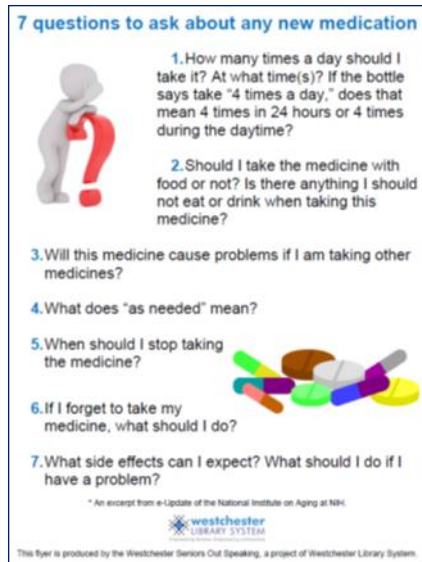 7 questions to ask about any new medication
1. How many times a day should I
take it? At what time(s)? If the bottle
says take "4 times a day," does that
mean 4 times in 24 hours or 4 times
during the daytime?
2. Should I take the medicine with
food or not? Is there anything I should
not eat or drink when taking this
medicine?
3. Will this medicine cause problems if I am taking other
medicines?
4. What does "as needed" mean?
5. When should I stop taking
the medicine?
6. If I forget to take my
medicine, what should I do?
7. What side effects can I expect? What should I do if I
have a problem?
* An excerpt from e-Update of the National Institute on Aging at NIH.
westchester
LIBRARY SYSTEM
This flyer is produced by the Westchester Seniors Out Speaking, a project of Westchester Library System.